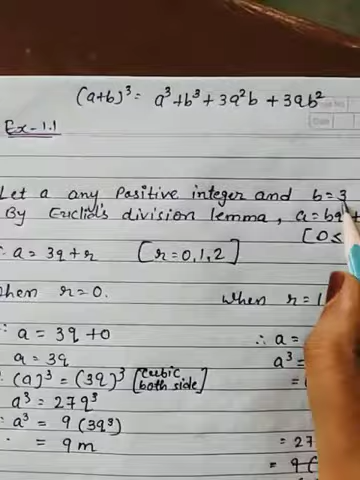 (a+b)³ = a³+b³+3a²b+3ab²
Date
Ex-1.1
Let a any Positive integer and b=3
By Euclid's division lemma, a=bq+
[0≤
∴ a = 3q+r [r=0,1,2]
when r=0.
∴ a = 3q+0
a = 3q
∴ (a)³ = (3q)³ [cubic both side]
a³ = 27q³
∴ a³ = 9(3q³)
= 9m
when r=1
∴ a =
a³ =
= 27
= 9(